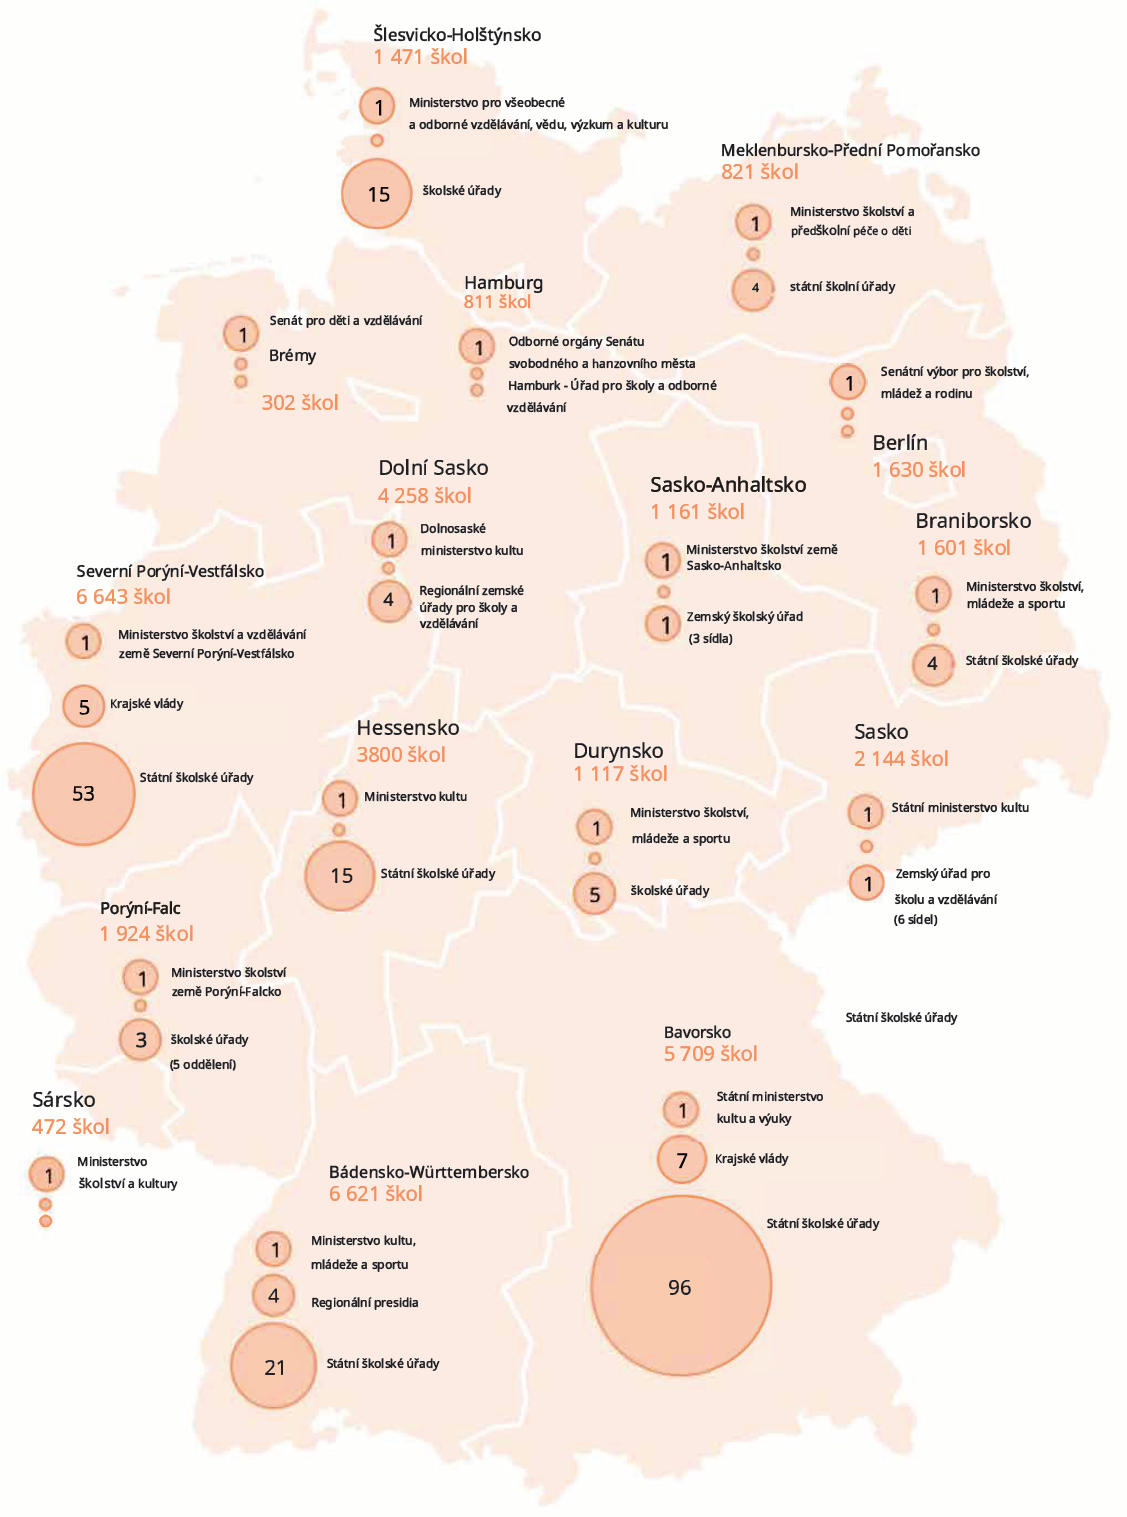 Šlesvicko-Holštýnsko
1 471 škol
1
Ministerstvo pro všeobecné
a odborné vzdělávání, vědu, výzkum a kulturu
15
školské úřady
Meklenbursko-Přední Pomořansko
821 škol
1
Ministerstvo školství a
předškolní péče o děti
4
státní školní úřady
Hamburg
811 škol
1
Odborné orgány Senátu
svobodného a hanzovního města
Hamburk - Úřad pro školy a odborné
vzdělávání
1
Senát pro děti a vzdělávání
Brémy
302 škol
1
Senátní výbor pro školství,
mládež a rodinu
Berlín
1 630 škol
Dolní Sasko
4 258 škol
1
Dolnosaské
ministerstvo kultu
4
Regionální zemské
úřady pro školy a
vzdělávání
Sasko-Anhaltsko
1 161 škol
1
Ministerstvo školství země
Sasko-Anhaltsko
1
Zemský školský úřad
(3 sídla)
Braniborsko
1 601 škol
1
Ministerstvo školství,
mládeže a sportu
4
Státní školské úřady
Severní Porýní-Vestfálsko
6 643 škol
1
Ministerstvo školství a vzdělávání
země Severní Porýní-Vestfálsko
5
Krajské vlády
53
Státní školské úřady
Hessensko
3800 škol
1
Ministerstvo kultu
15
Státní školské úřady
Durynsko
1 117 škol
1
Ministerstvo školství,
mládeže a sportu
5
školské úřady
Sasko
2 144 škol
1
Státní ministerstvo kultu
1
Zemský úřad pro
školu a vzdělávání
(6 sídel)
Porýní-Falc
1 924 škol
1
Ministerstvo školství
země Porýní-Falcko
3
školské úřady
(5 oddělení)
Státní školské úřady
Bavorsko
5 709 škol
1
Státní ministerstvo
kultu a výuky
7
Krajské vlády
96
Státní školské úřady
Sársko
472 škol
1
Ministerstvo
školství a kultury
Bádensko-Württembersko
6 621 škol
1
Ministerstvo kultu,
mládeže a sportu
4
Regionální presidia
21
Státní školské úřady